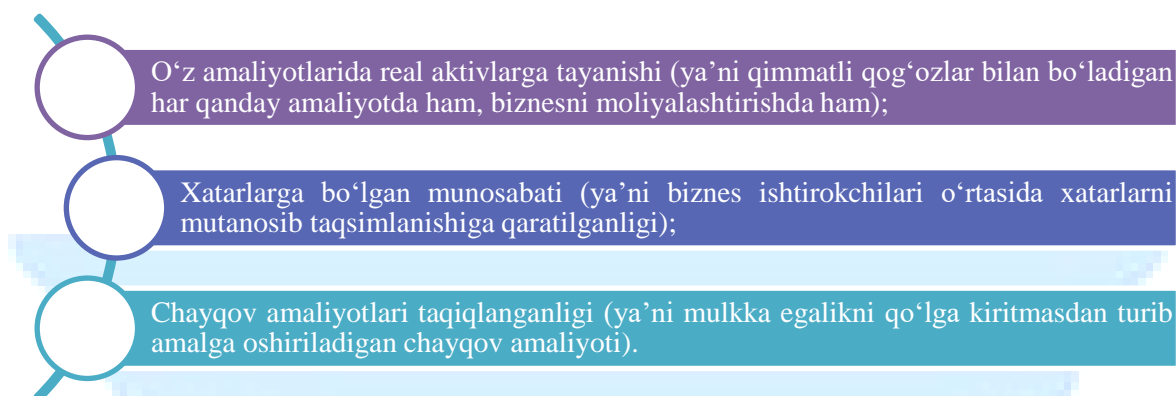 O‘z amaliyotlarida real aktivlarga tayanishi (ya’ni qimmatli qog‘ozlar bilan bo‘ladigan
har qanday amaliyotda ham, biznesni moliyalashtirishda ham);
Xatarlarga bo‘lgan munosabati (ya’ni biznes ishtirokchilari o‘rtasida xatarlarni
mutanosib taqsimlanishiga qaratilganligi);
Chayqov amaliyotlari taqiqlanganligi (ya’ni mulkka egalikni qo‘lga kiritmasdan turib
amalga oshiriladigan chayqov amaliyoti).